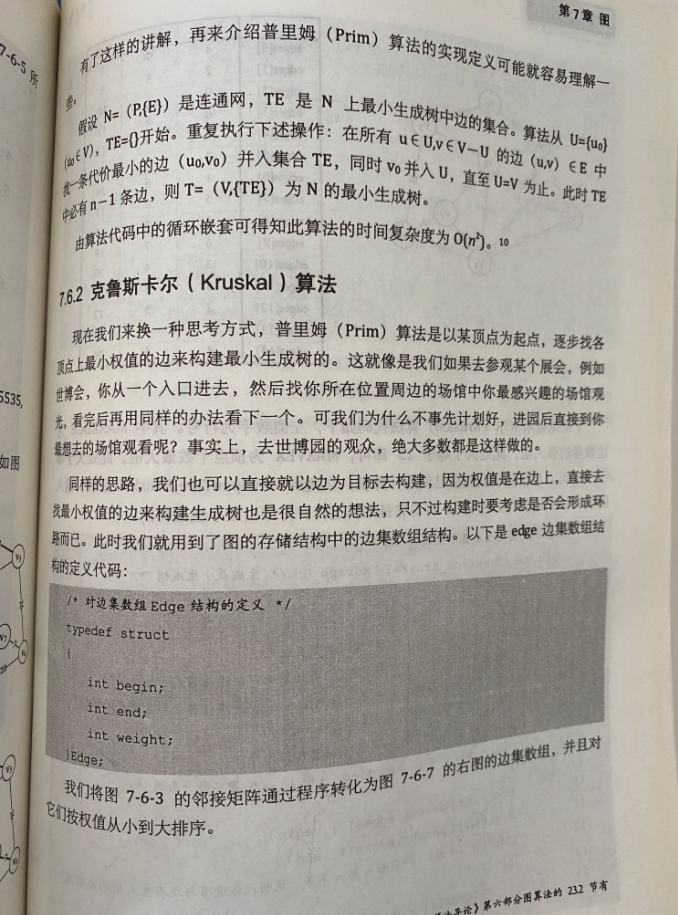 第7章 图
7-6-5 所
有了这样的讲解，再来介绍普里姆（Prim）算法的实现定义可能就容易理解一
些。
假设 N=（P,{E}）是连通网，TE 是 N 上最小生成树中边的集合。算法从 U={u0}
（u0∈V），TE={}开始。重复执行下述操作：在所有 u∈U,v∈V－U 的边（u,v）∈E 中
找一条代价最小的边（u0,v0）并入集合 TE，同时 v0 并入 U，直至 U=V 为止。此时 TE
中必有 n－1 条边，则 T=（V,{TE}）为 N 的最小生成树。
由算法代码中的循环嵌套可得知此算法的时间复杂度为 O(n²)。10
7.6.2 克鲁斯卡尔（Kruskal）算法
现在我们来换一种思考方式，普里姆（Prim）算法是以某顶点为起点，逐步找各
顶点上最小权值的边来构建最小生成树的。这就像是我们如果去参观某个展会，例如
世博会，你从一个入口进去，然后找你所在位置周边的场馆中你最感兴趣的场馆观
光，看完后再用同样的办法看下一个。可我们为什么不事先计划好，进园后直接到你
最想去的场馆观看呢？事实上，去世博园的观众，绝大多数都是这样做的。
5535,
如图
同样的思路，我们也可以直接就以边为目标去构建，因为权值是在边上，直接去
找最小权值的边来构建生成树也是很自然的想法，只不过构建时要考虑是否会形成环
路而已。此时我们就用到了图的存储结构中的边集数组结构。以下是 edge 边集数组结
构的定义代码：
/* 对边集数组 Edge 结构的定义 */
typedef struct
{
int begin;
int end;
int weight;
}Edge;
我们将图 7-6-3 的邻接矩阵通过程序转化为图 7-6-7 的右图的边集数组，并且对
它们按权值从小到大排序。
导论》第六部分图算法的 23.2 节有